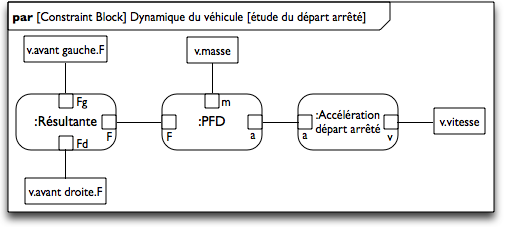 par [Constraint Block] Dynamique du véhicule [étude du départ arrêté]
v.avant gauche.F
v.masse
Fg
m
:Résultante
F
F
:PFD
a
:Accélération
départ arrêté
a
v
v.vitesse
Fd
v.avant droite.F